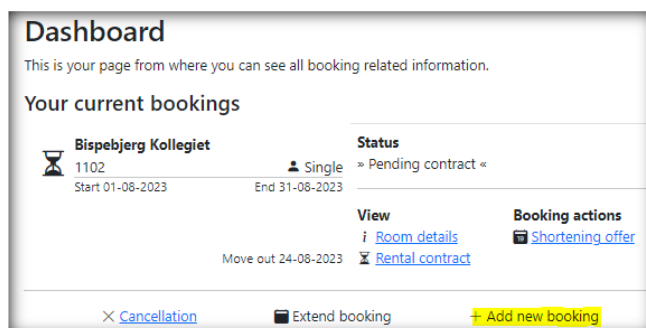 Dashboard
This is your page from where you can see all booking related information.
Your current bookings
Bispebjerg Kollegiet
1102 Single
Start 01-08-2023 End 31-08-2023
Move out 24-08-2023
Status
» Pending contract «
View
i Room details
Rental contract
Booking actions
Shortening offer
× Cancellation
Extend booking
+ Add new booking